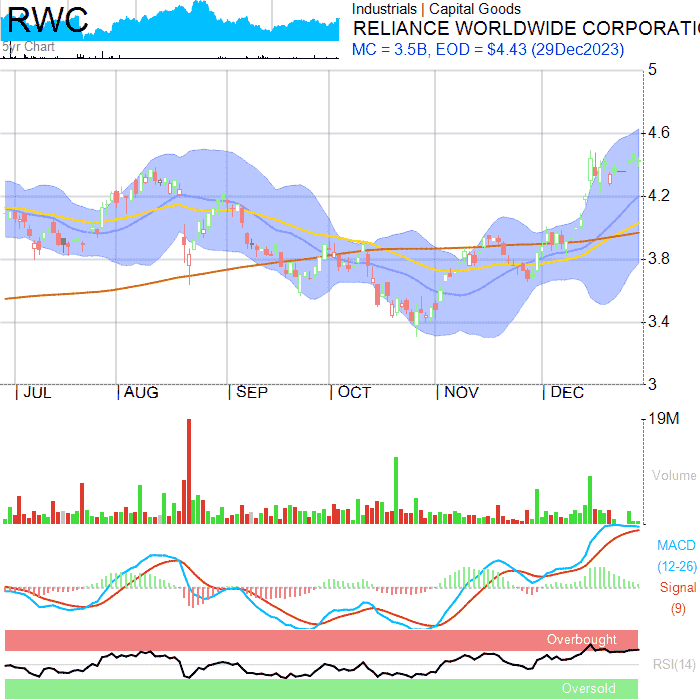 RWC
5yr Chart
Industrials | Capital Goods
RELIANCE WORLDWIDE CORPORATI
MC = 3.5B, EOD = $4.43 (29Dec2023)
5
4.6
4.2
3.8
3.4
3
| JUL | AUG | SEP | OCT | NOV | DEC
19M
Volume
MACD
(12-26)
Signal
(9)
Overbought
RSI(14)
Oversold